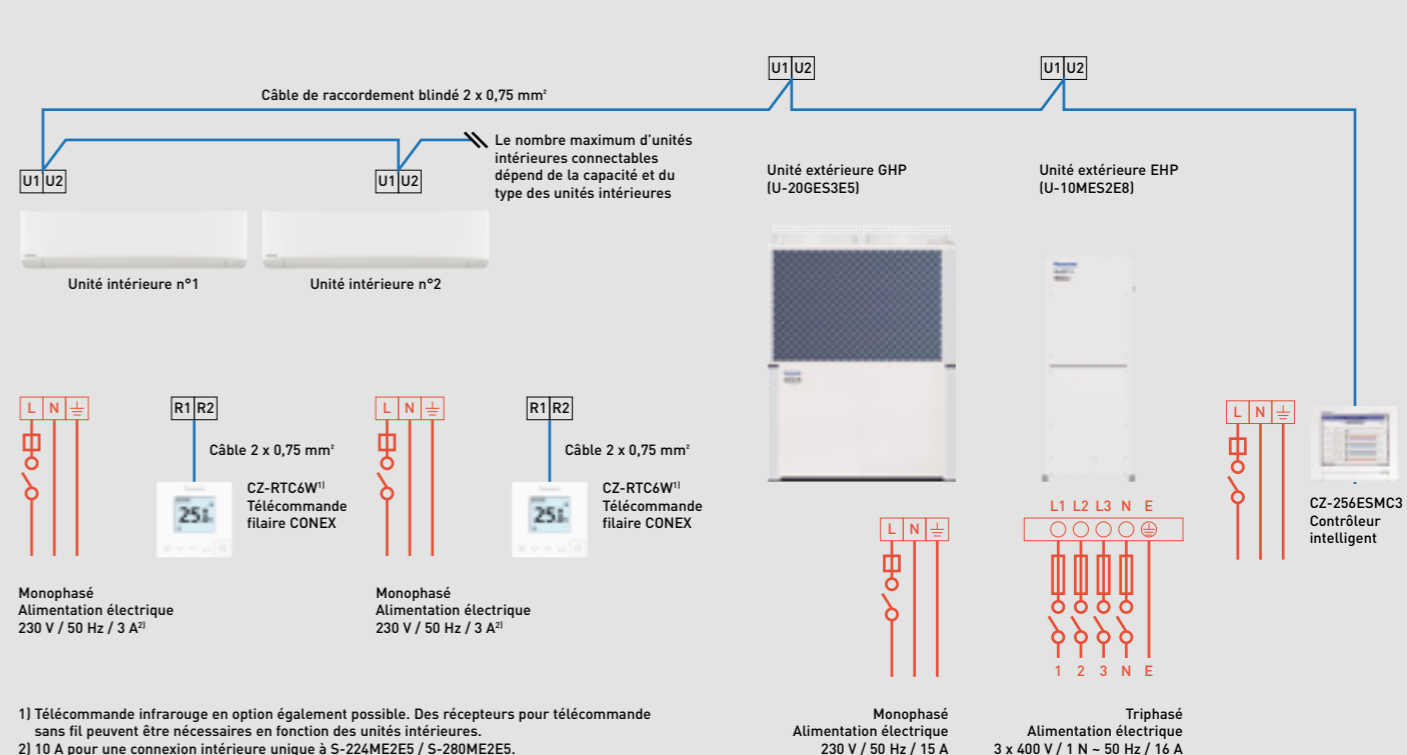 U1 U2
U1 U2
Câble de raccordement blindé 2 x 0,75 mm²
Le nombre maximum d'unités
intérieures connectables
dépend de la capacité et du
type des unités intérieures
U1 U2
U1 U2
Unité extérieure GHP
(U-20GES3E5)
Unité extérieure EHP
(U-10MES2E8)
Unité intérieure n°1
Unité intérieure n°2
L N
R1 R2
L N
R1 R2
L N
Câble 2 x 0,75 mm²
Câble 2 x 0,75 mm²
CZ-RTC6W¹⁾
Télécommande
filaire CONEX
CZ-RTC6W¹⁾
Télécommande
filaire CONEX
CZ-256ESMC3
Contrôleur
intelligent
L N
L1 L2 L3 N E
1 2 3 N E
Monophasé
Alimentation électrique
230 V / 50 Hz / 3 A²⁾
Monophasé
Alimentation électrique
230 V / 50 Hz / 3 A²⁾
Monophasé
Alimentation électrique
230 V / 50 Hz / 15 A
Triphasé
Alimentation électrique
3 x 400 V / 1 N ~ 50 Hz / 16 A
1) Télécommande infrarouge en option également possible. Des récepteurs pour télécommande
sans fil peuvent être nécessaires en fonction des unités intérieures.
2) 10 A pour une connexion intérieure unique à S-224ME2E5 / S-280ME2E5.